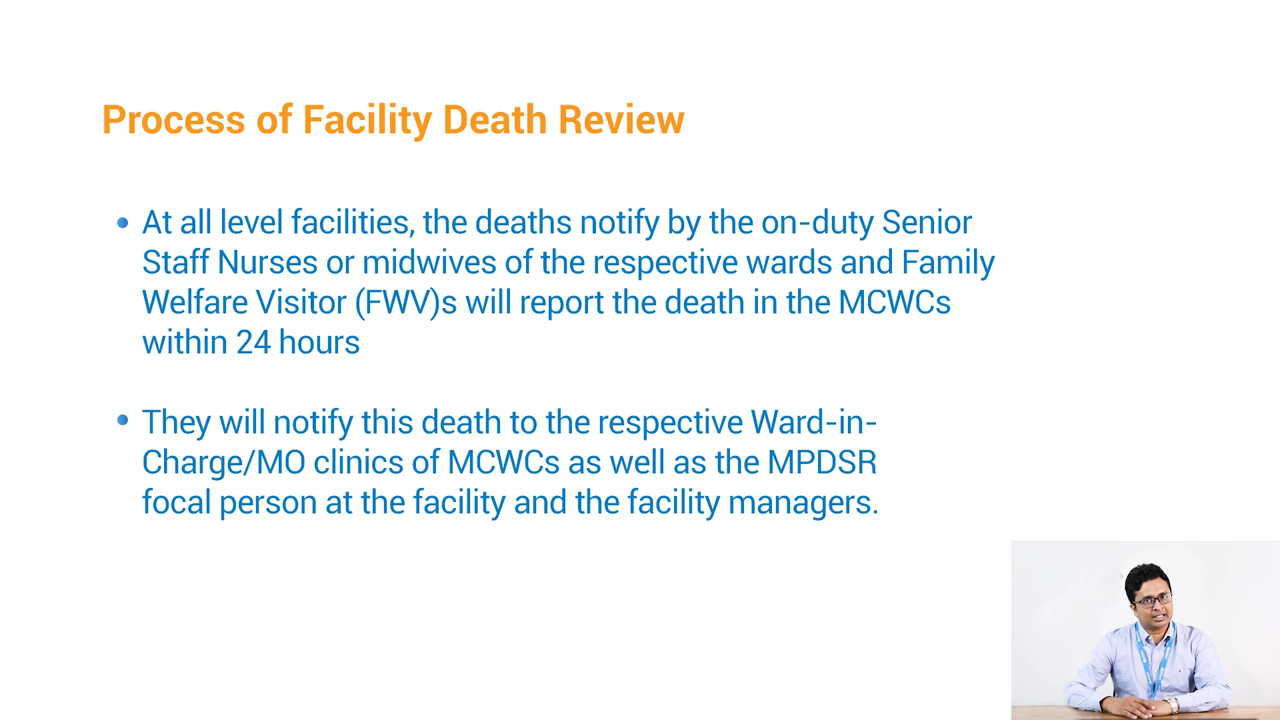 Process of Facility Death Review
• At all level facilities, the deaths notify by the on-duty Senior
Staff Nurses or midwives of the respective wards and Family
Welfare Visitor (FWV)s will report the death in the MCWCs
within 24 hours
• They will notify this death to the respective Ward-in-
Charge/MO clinics of MCWCs as well as the MPDSR
focal person at the facility and the facility managers.